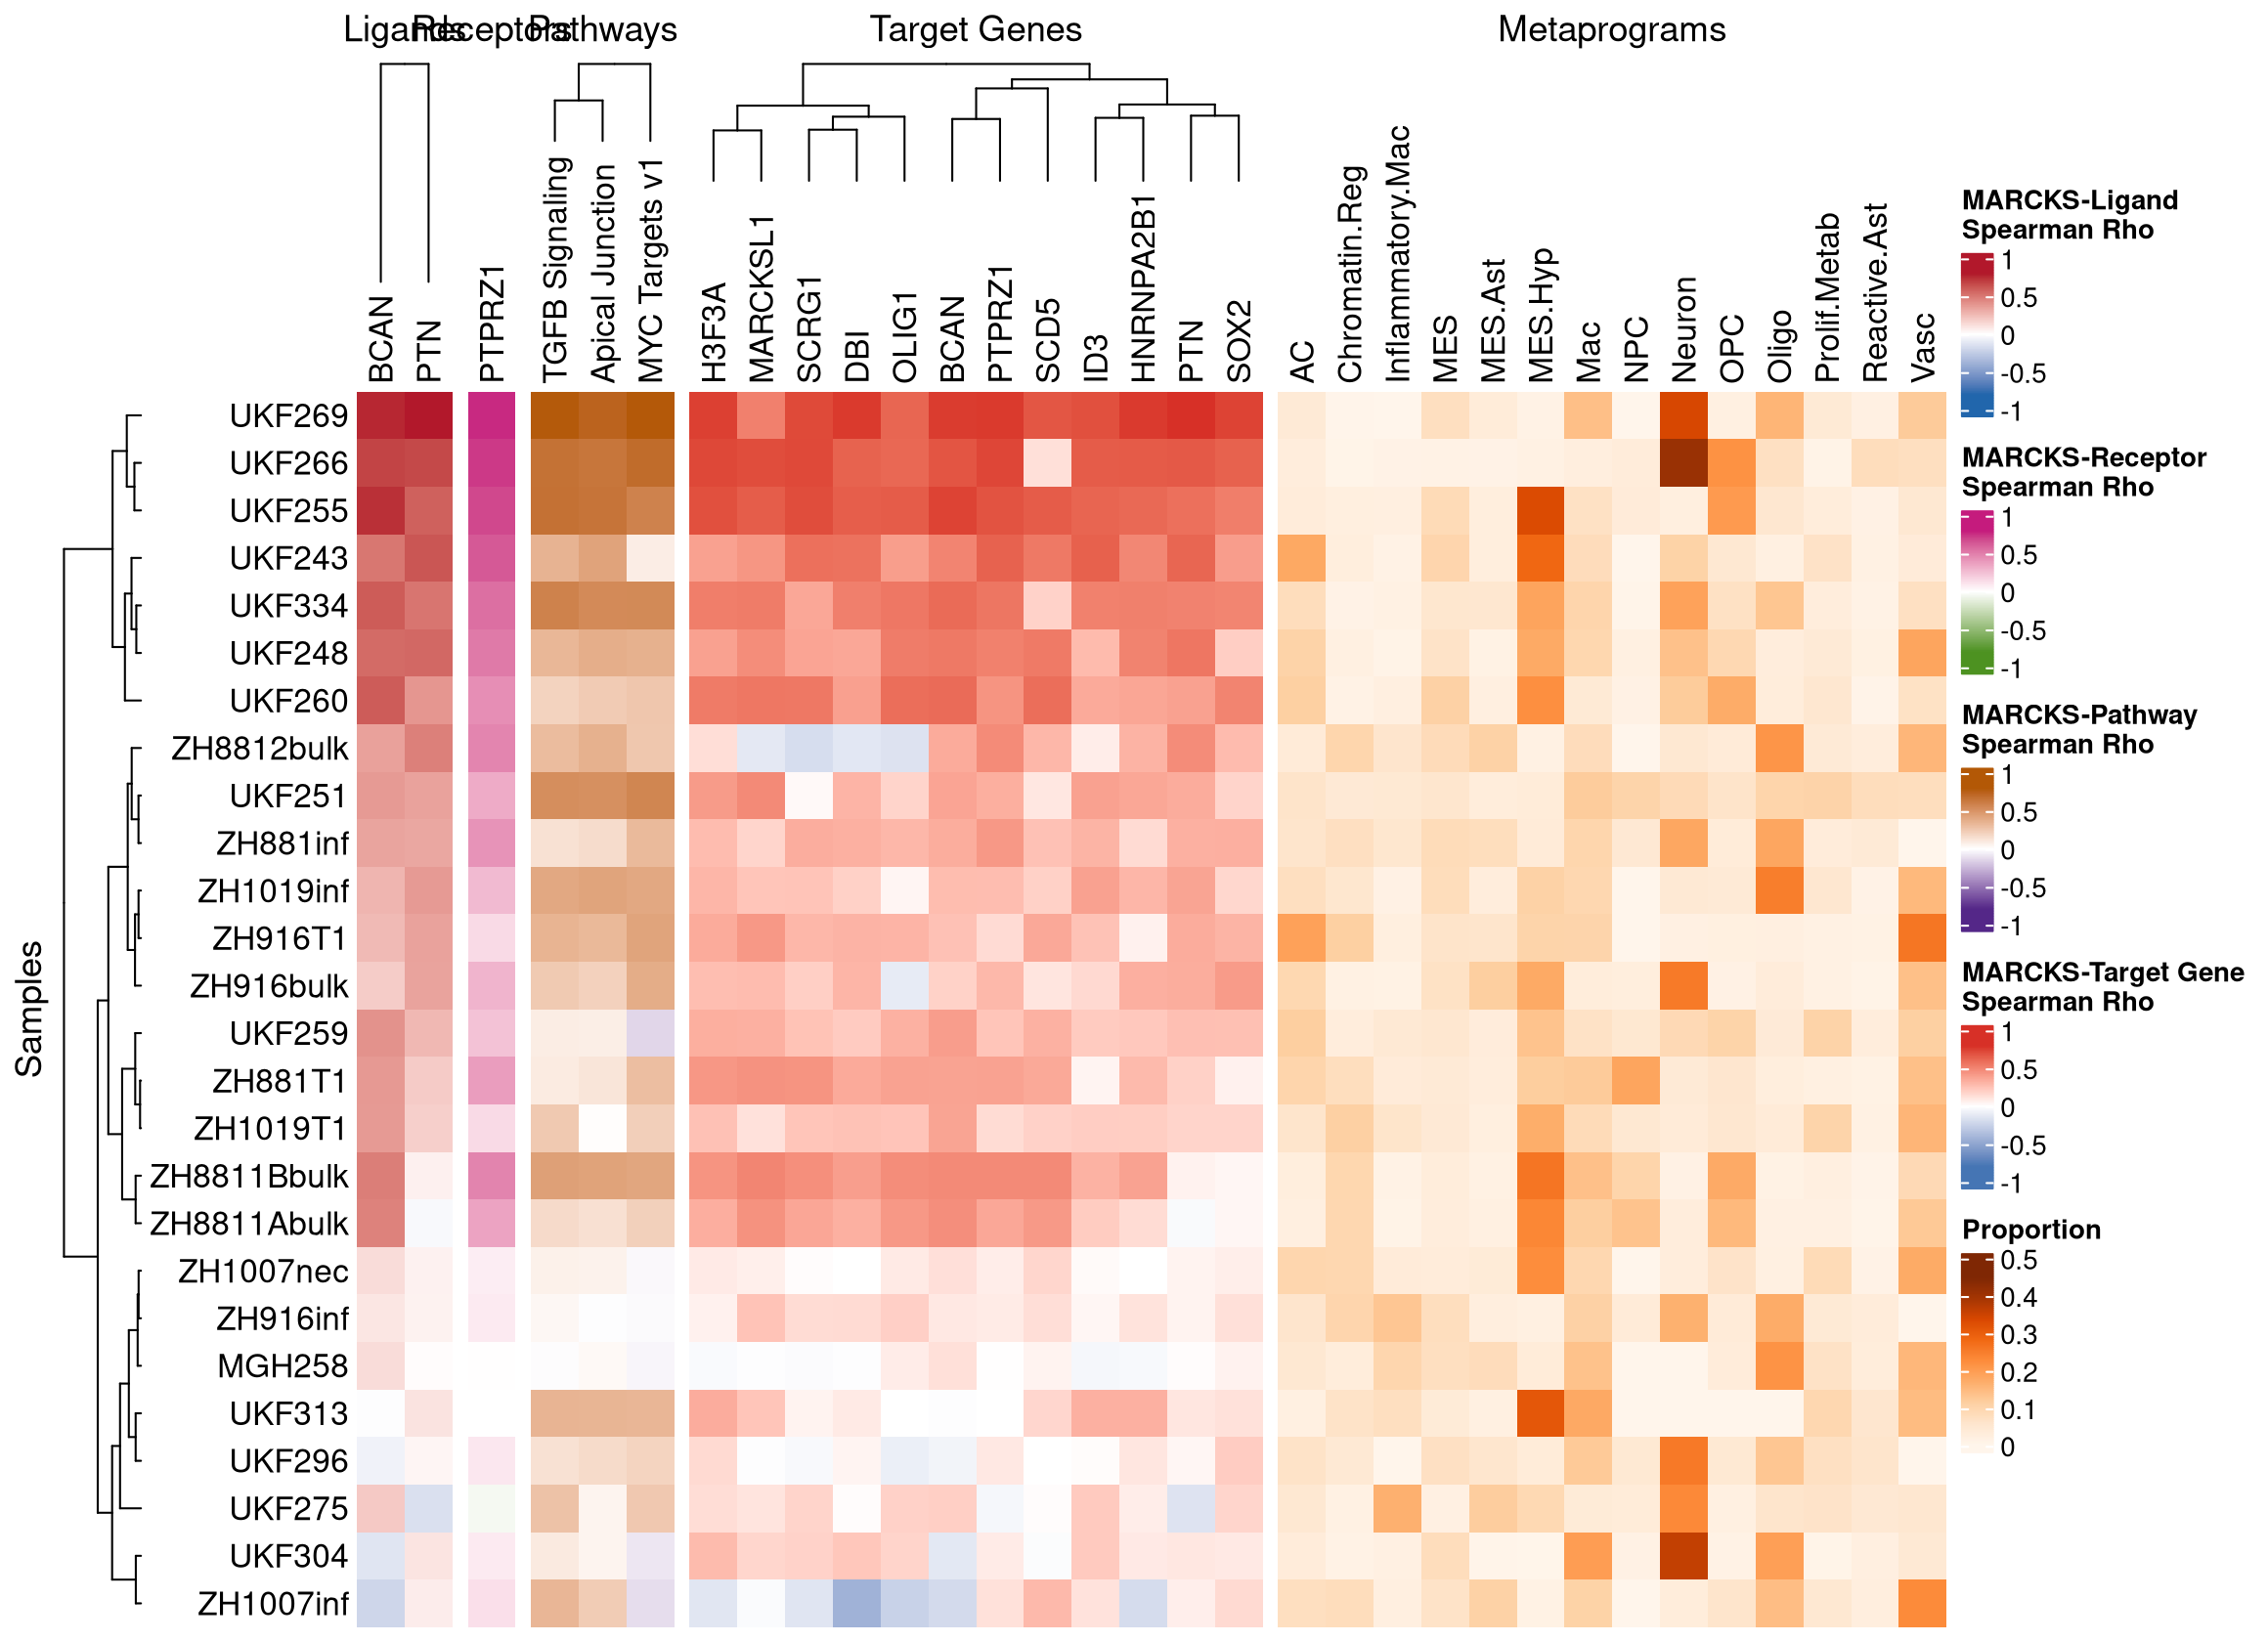 Ligands
Receptors
Pathways
Target Genes
Metaprograms
BCAN
PTN
PTPRZ1
TGFB Signaling
Apical Junction
MYC Targets v1
H3F3A
MARCKSL1
SCRG1
DBI
OLIG1
BCAN
PTPRZ1
SCD5
ID3
HNRNPA2B1
PTN
SOX2
AC
Chromatin.Reg
Inflammatory.Mac
MES
MES.Ast
MES.Hyp
Mac
NPC
Neuron
OPC
Oligo
Prolif.Metab
Reactive.Ast
Vasc
Samples
UKF269
UKF266
UKF255
UKF243
UKF334
UKF248
UKF260
ZH8812bulk
UKF251
ZH881inf
ZH1019inf
ZH916T1
ZH916bulk
UKF259
ZH881T1
ZH1019T1
ZH8811Bbulk
ZH8811Abulk
ZH1007nec
ZH916inf
MGH258
UKF313
UKF296
UKF275
UKF304
ZH1007inf
MARCKS-Ligand
Spearman Rho
1
0.5
0
-0.5
-1
MARCKS-Receptor
Spearman Rho
1
0.5
0
-0.5
-1
MARCKS-Pathway
Spearman Rho
1
0.5
0
-0.5
-1
MARCKS-Target Gene
Spearman Rho
1
0.5
0
-0.5
-1
Proportion
0.5
0.4
0.3
0.2
0.1
0